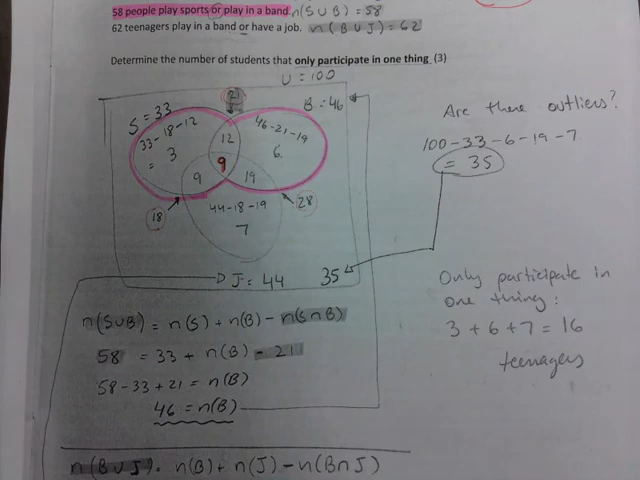 58 people play sports or play in a band. n(S∪B) = 58
62 teenagers play in a band or have a job. n(B∪J) = 62
Determine the number of students that only participate in one thing. (3)
U = 100
21
S = 33
B = 46
33-18-12
= 3
12
46-21-19
6
9
9
19
18
28
44-18-19
7
J = 44
35
Are there outliers?
100-33-6-19-7
= 35
Only participate in
one thing:
3 + 6 + 7 = 16
teenagers
n(S∪B) = n(S) + n(B) - n(S∩B)
58 = 33 + n(B) - 21
58-33+21 = n(B)
46 = n(B)
n(B∪J) = n(B) + n(J) - n(B∩J)